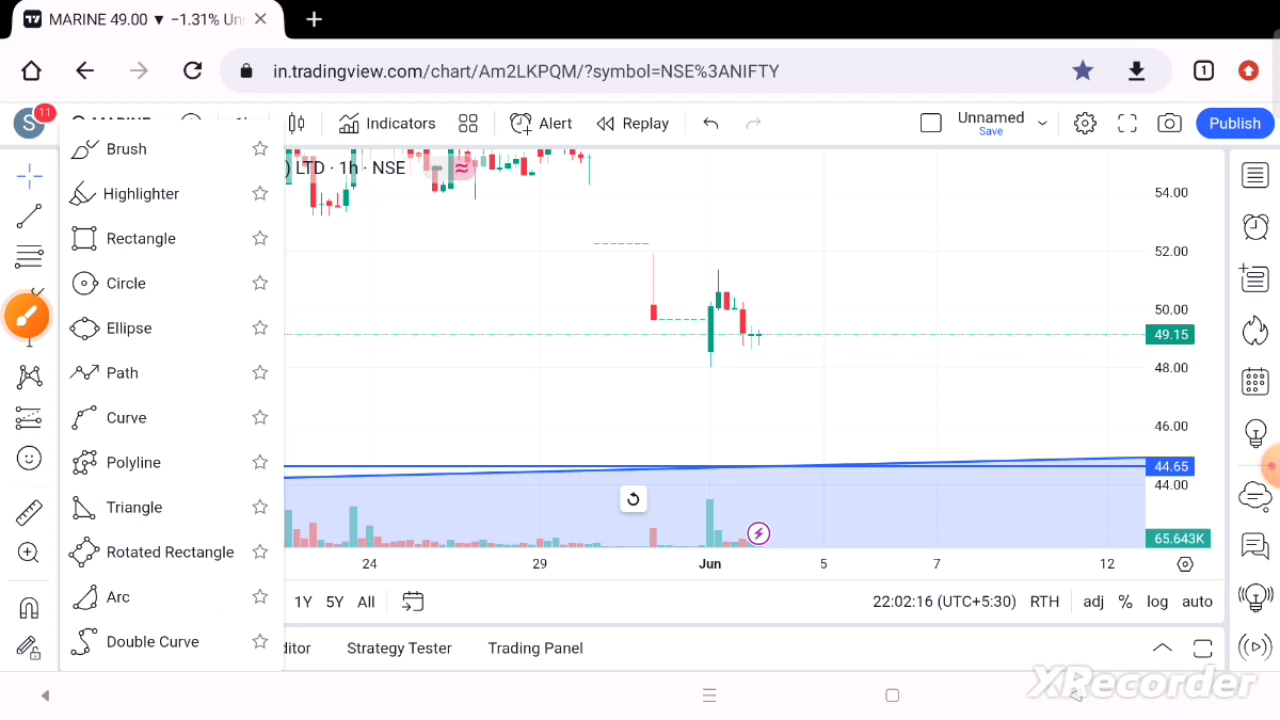 MARINE 49.00 ▼ −1.31% Un
in.tradingview.com/chart/Am2LKPQM/?symbol=NSE%3ANIFTY
S
11
Indicators
Alert
Replay
Unnamed
Save
Publish
) LTD · 1h · NSE
Brush
Highlighter
Rectangle
Circle
Ellipse
Path
Curve
Polyline
Triangle
Rotated Rectangle
Arc
Double Curve
54.00
52.00
50.00
49.15
48.00
46.00
44.65
44.00
65.643K
24
29
Jun
5
7
12
1Y
5Y
All
22:02:16 (UTC+5:30)
RTH
adj
%
log
auto
ditor
Strategy Tester
Trading Panel
XRecorder